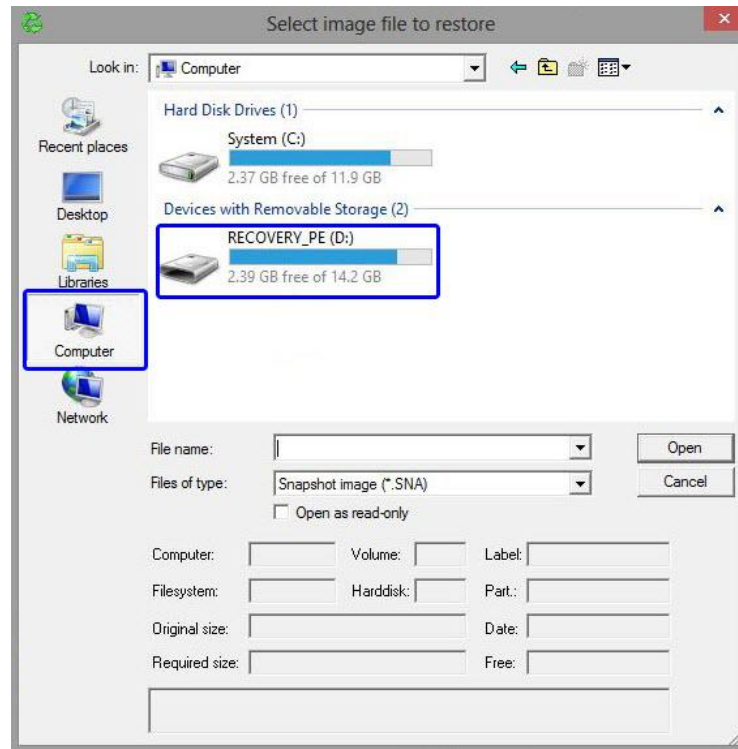 Select image file to restore
Look in: Computer
Recent places
Desktop
Libraries
Computer
Network
Hard Disk Drives (1)
System (C:)
2.37 GB free of 11.9 GB
Devices with Removable Storage (2)
RECOVERY_PE (D:)
2.39 GB free of 14.2 GB
File name: Open
Files of type: Snapshot image (*.SNA) Cancel
Open as read-only
Computer: Volume: Label:
Filesystem: Harddisk: Part.:
Original size: Date:
Required size: Free: